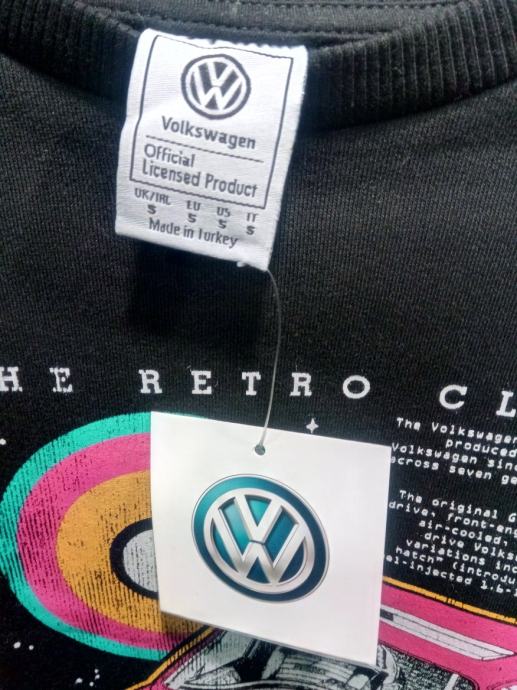 Volkswagen
Official
Licensed Product
UK/IRL EU US IT
S S S S
Made in Turkey
HE RETRO CL
The Volkswagen
produced
Volkswagen sinc
across seven ge
The original G
drive, front-eng
air-cooled,
drive Volks
variations inc
hatch" (introdu
el-injected 1.6-l